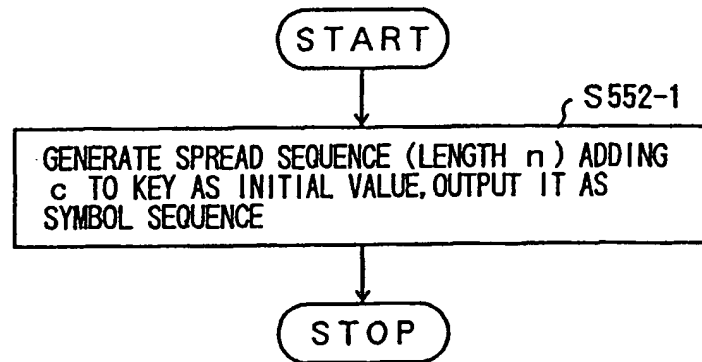 START
S552-1
GENERATE SPREAD SEQUENCE (LENGTH n) ADDING
c TO KEY AS INITIAL VALUE, OUTPUT IT AS
SYMBOL SEQUENCE
STOP